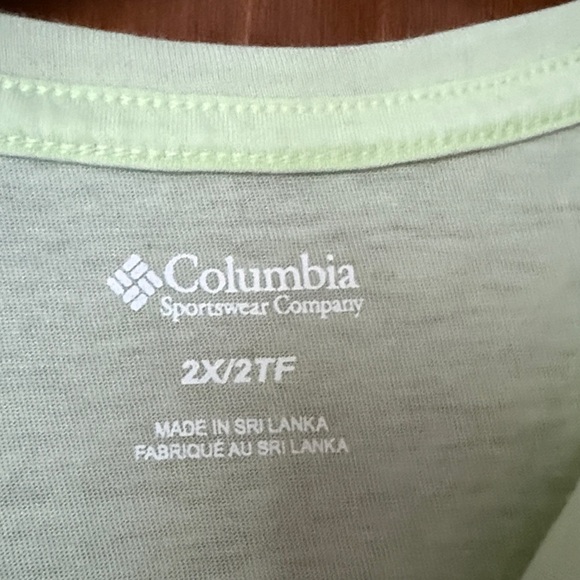 Columbia
Sportswear Company
2X/2TF
MADE IN SRI LANKA
FABRIQUÉ AU SRI LANKA